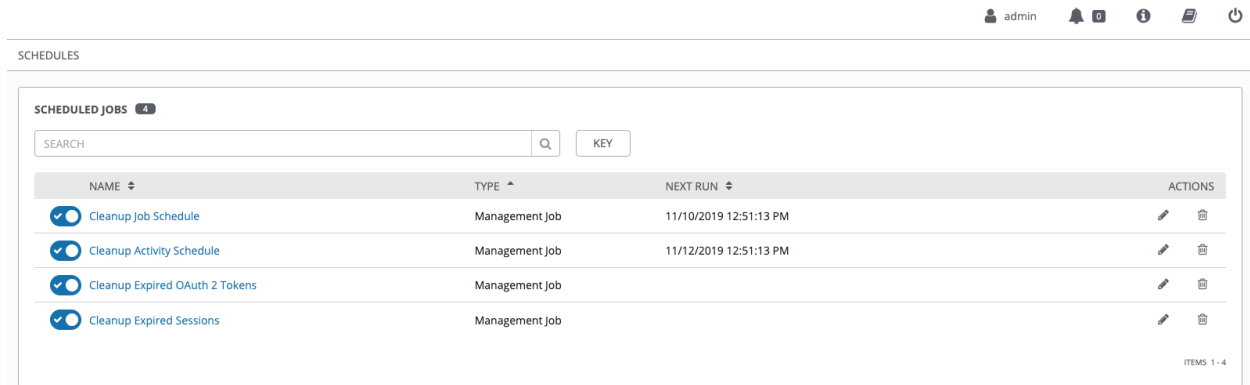 admin 0
SCHEDULES
SCHEDULED JOBS 4
SEARCH KEY
NAME TYPE NEXT RUN ACTIONS
Cleanup Job Schedule Management Job 11/10/2019 12:51:13 PM
Cleanup Activity Schedule Management Job 11/12/2019 12:51:13 PM
Cleanup Expired OAuth 2 Tokens Management Job
Cleanup Expired Sessions Management Job
ITEMS 1 - 4